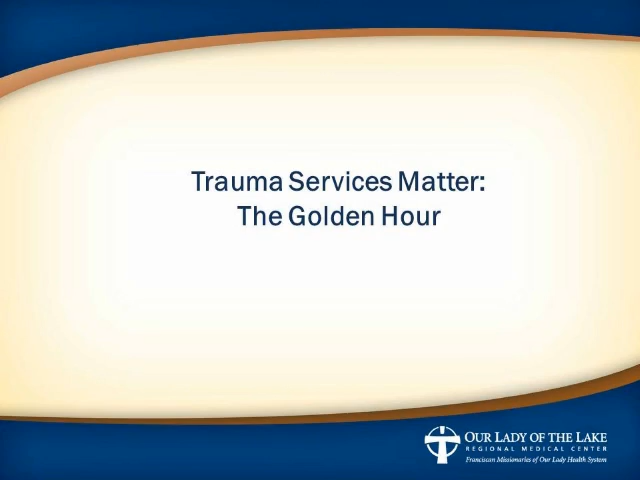 Trauma Services Matter:
The Golden Hour
OUR LADY OF THE LAKE
REGIONAL MEDICAL CENTER
Franciscan Missionaries of Our Lady Health System